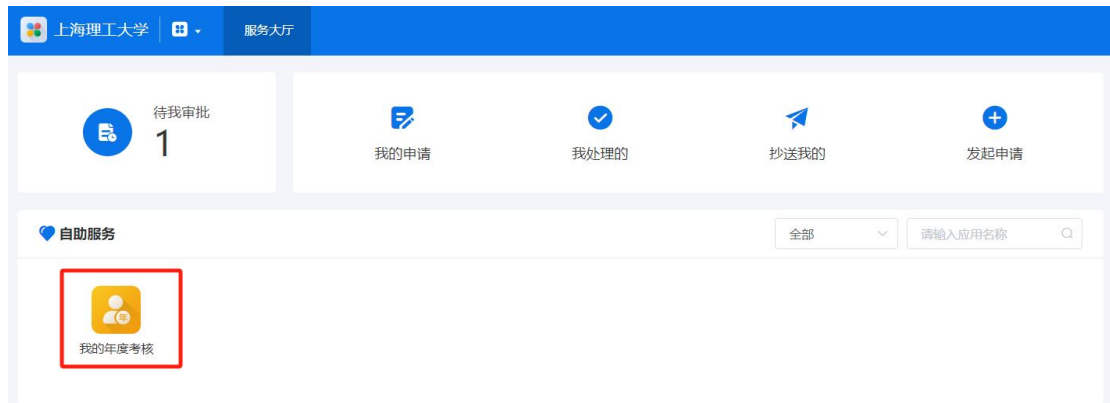 上海理工大学
服务大厅
待我审批
1
我的申请
我处理的
抄送我的
发起申请
自助服务
全部
请输入应用名称
年
我的年度考核